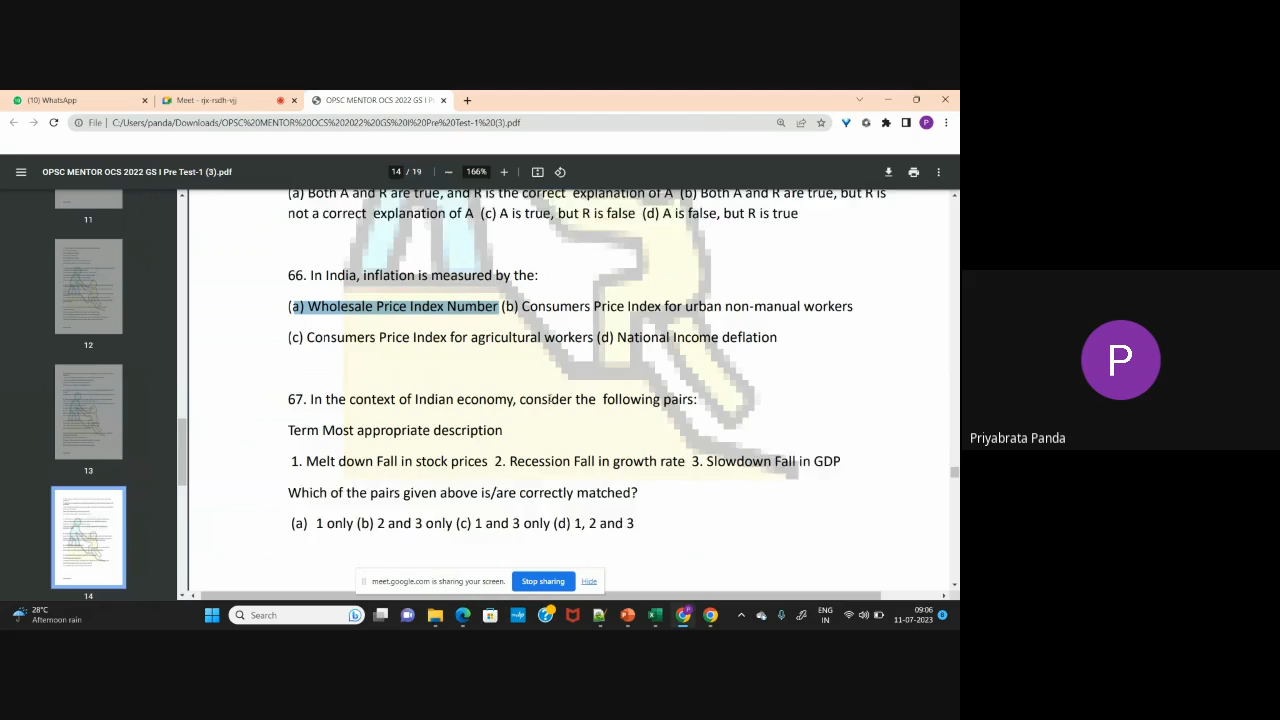 (10) WhatsApp
Meet - rjx-rsdh-vjj
OPSC MENTOR OCS 2022 GS I P
File
C:/Users/panda/Downloads/OPSC%20MENTOR%20OCS%202022%20GS%20I%20Pre%20Test-1%20(3).pdf
OPSC MENTOR OCS 2022 GS I Pre Test-1 (3).pdf
14 / 19
166%
11
12
13
14
(a) Both A and R are true, and R is the correct explanation of A (b) Both A and R are true, but R is
not a correct explanation of A (c) A is true, but R is false (d) A is false, but R is true
66. In India, inflation is measured by the:
(a) Wholesale Price Index Number (b) Consumers Price Index for urban non-manual workers
(c) Consumers Price Index for agricultural workers (d) National Income deflation
67. In the context of Indian economy, consider the following pairs:
Term Most appropriate description
1. Melt down Fall in stock prices 2. Recession Fall in growth rate 3. Slowdown Fall in GDP
Which of the pairs given above is/are correctly matched?
(a) 1 only (b) 2 and 3 only (c) 1 and 3 only (d) 1, 2 and 3
meet.google.com is sharing your screen.
Stop sharing
Hide
28°C
Afternoon rain
Search
ENG
IN
09:06
11-07-2023
P
Priyabrata Panda